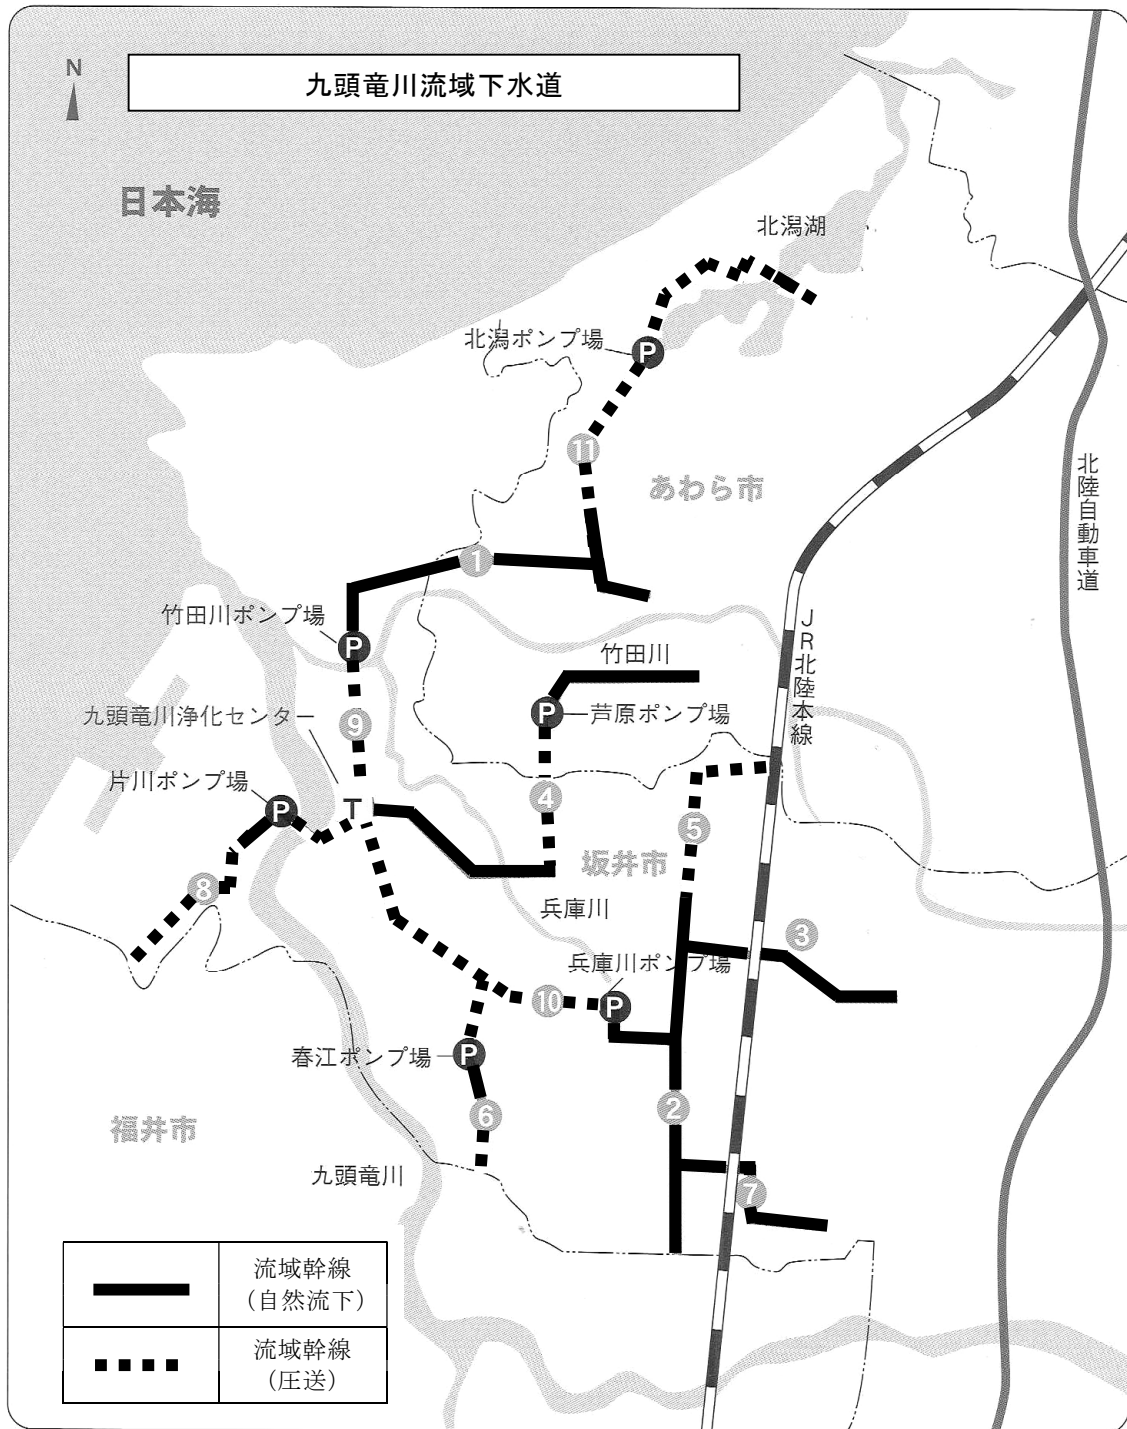 九頭竜川流域下水道
N
日本海
北潟湖
北潟ポンプ場
P
11
あわら市
北陸自動車道
1
竹田川ポンプ場
P
竹田川
JR北陸本線
P
芦原ポンプ場
九頭竜川浄化センター
9
片川ポンプ場
P
T
4
5
坂井市
8
兵庫川
3
兵庫川ポンプ場
10
P
春江ポンプ場
P
6
2
福井市
九頭竜川
7
流域幹線
(自然流下)
流域幹線
(圧送)